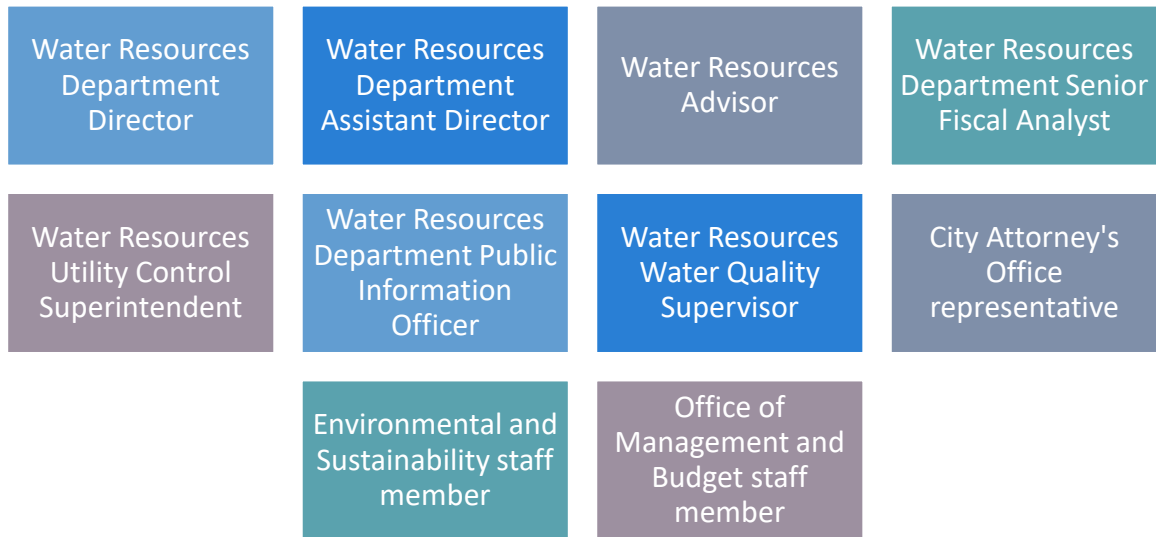 Water Resources
Department
Director
Water Resources
Department
Assistant Director
Water Resources
Advisor
Water Resources
Department Senior
Fiscal Analyst
Water Resources
Utility Control
Superintendent
Water Resources
Department Public
Information
Officer
Water Resources
Water Quality
Supervisor
City Attorney's
Office
representative
Environmental and
Sustainability staff
member
Office of
Management and
Budget staff
member